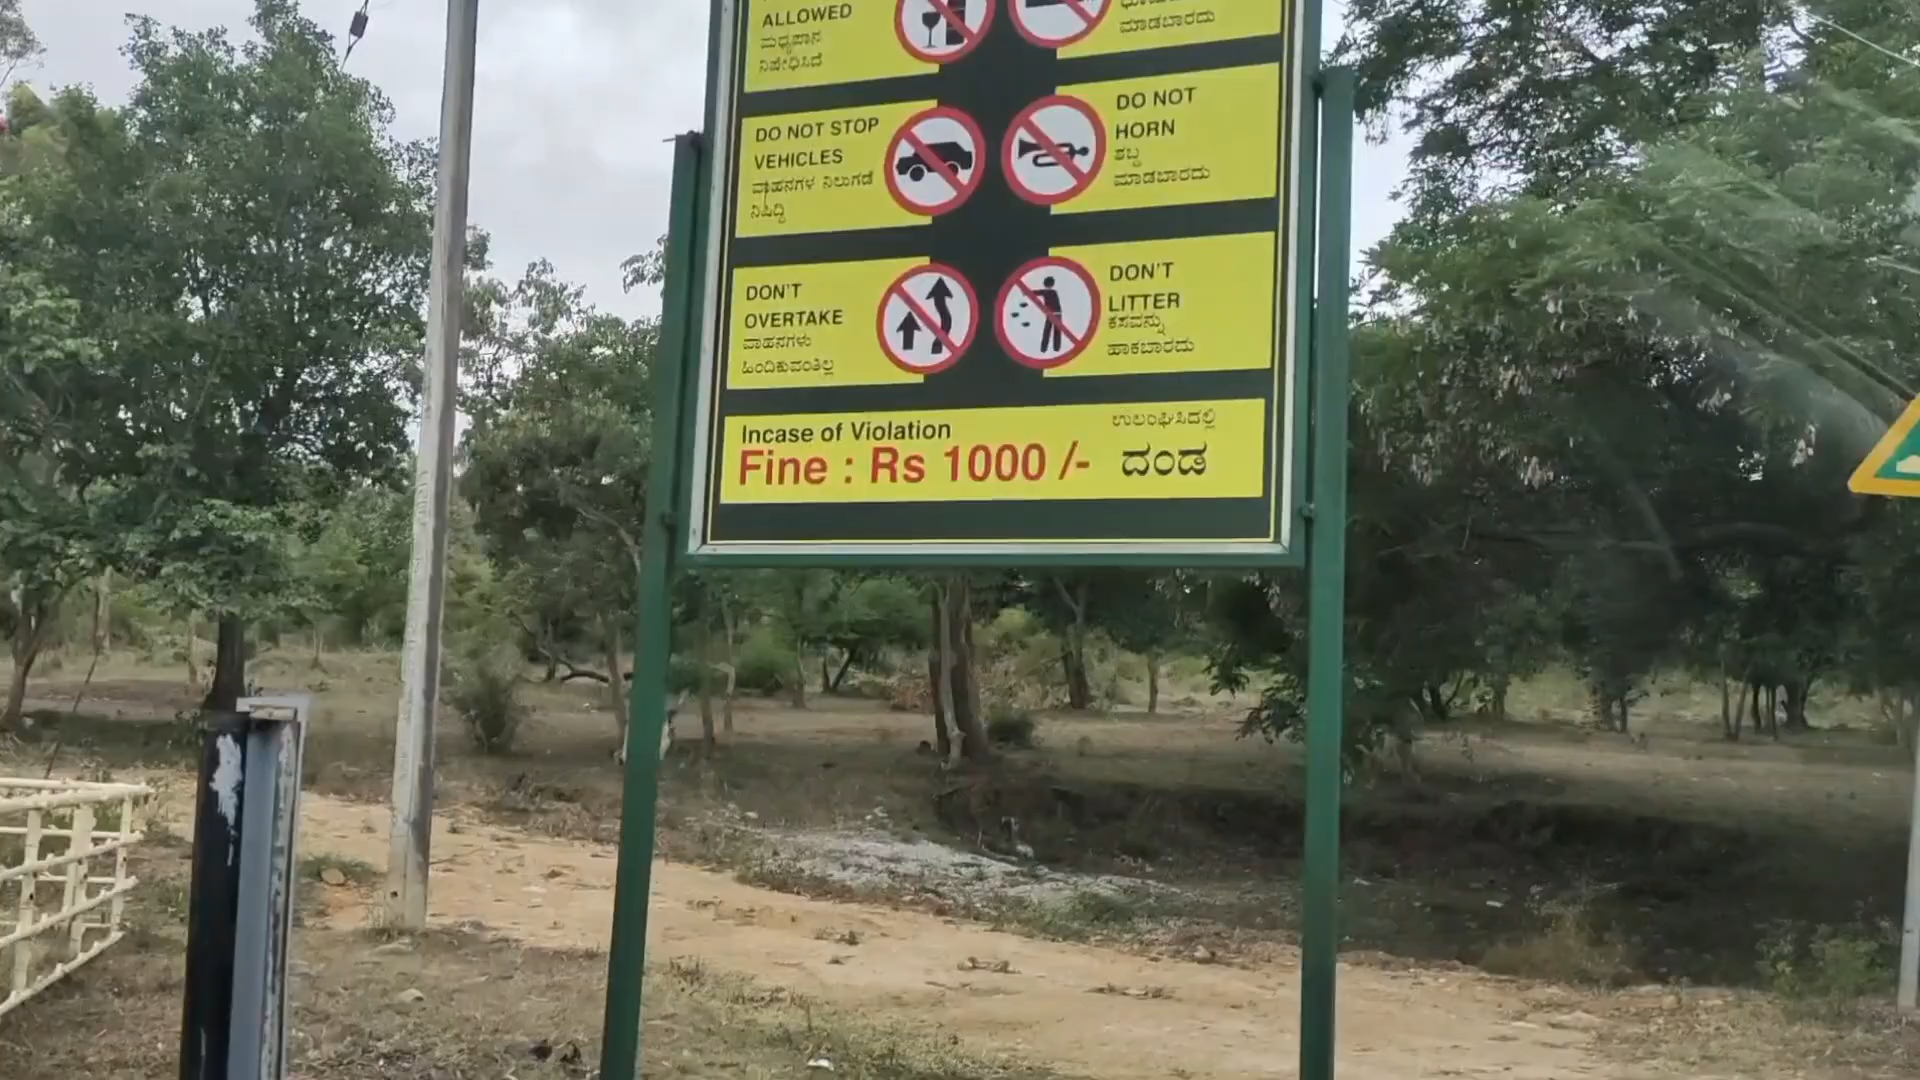 ALLOWED
ಮಧ್ಯಪಾನ
ನಿಷೇಧಿಸಿದೆ
ಮಾಡಬಾರದು
DO NOT STOP
VEHICLES
ವಾಹನಗಳ ನಿಲುಗಡೆ
DO NOT
HORN
ಶಬ್ದ
ಮಾಡಬಾರದು
DON'T
OVERTAKE
ವಾಹನಗಳು
ಹಿಂದಿಕುವಂತಿಲ್ಲ
DON'T
LITTER
ಕಸವನ್ನು
ಹಾಕಬಾರದು
Incase of Violation
Fine : Rs 1000 /-
ಉಲಂಘಿಸಿದಲ್ಲಿ
ದಂಡ